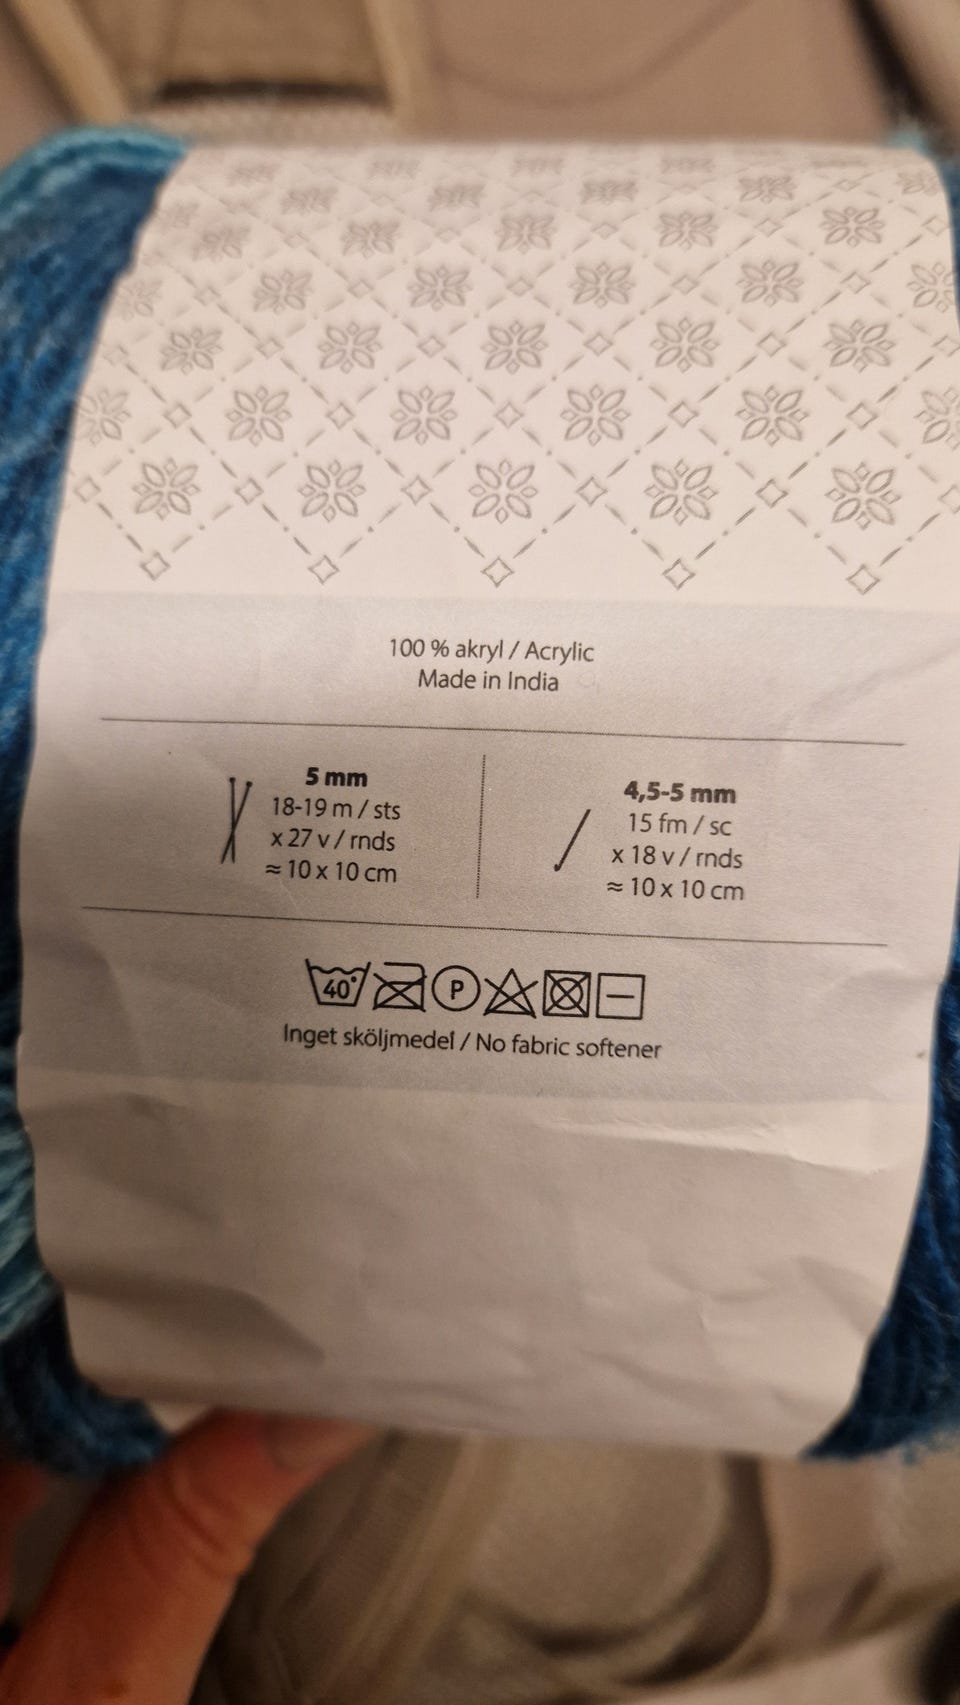 100 % akryl / Acrylic
Made in India
5 mm
18-19 m / sts
x 27 v / rnds
≈ 10 x 10 cm
4,5-5 mm
15 fm / sc
x 18 v / rnds
≈ 10 x 10 cm
40°
P
Inget sköljmedel / No fabric softener